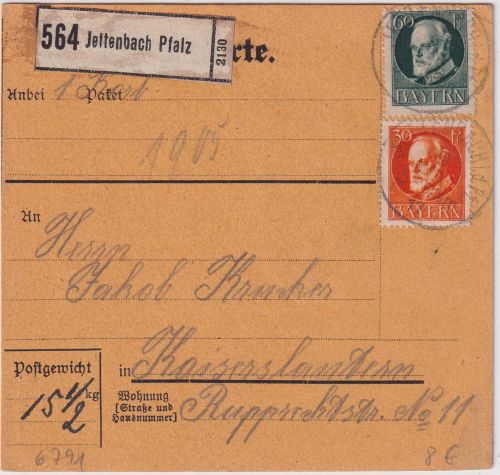 564 Jettenbach Pfalz 2130
rte.
60 Pf
BAYERN
Anbei 1 Paket
1905
30 Pf
BAYERN
An
Herrn
Jakob
in Kaiserslautern
Wohnung
[Straße und
Hausnummer]
Rupprechtstr. No 11
Postgewicht
15 1/2 kg
6791
8 €